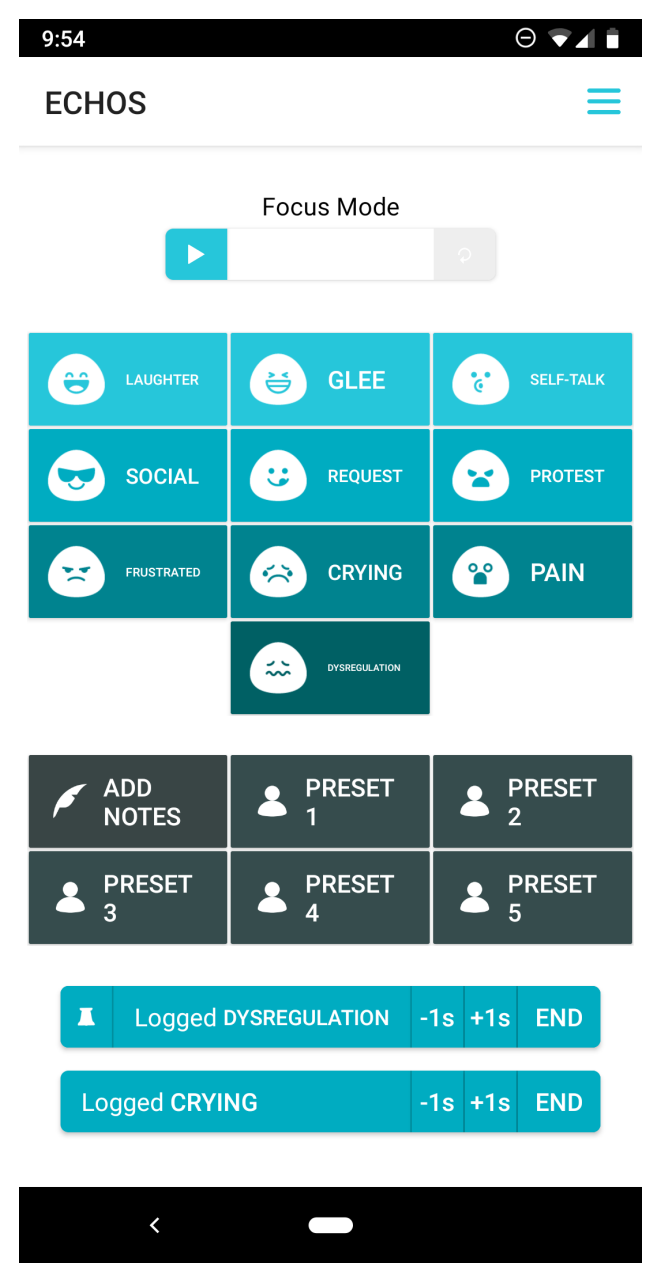 9:54
ECHOS
Focus Mode
LAUGHTER
GLEE
SELF-TALK
SOCIAL
REQUEST
PROTEST
FRUSTRATED
CRYING
PAIN
DYSREGULATION
ADD
NOTES
PRESET
1
PRESET
2
PRESET
3
PRESET
4
PRESET
5
Logged DYSREGULATION -1s +1s END
Logged CRYING -1s +1s END